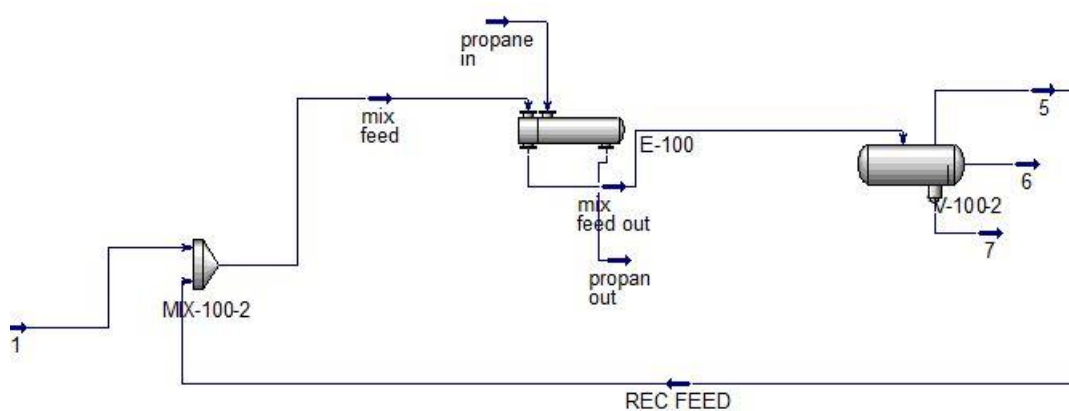 propane
in
mix
feed
E-100
5
6
mix
feed out
V-100-2
7
propan
out
MIX-100-2
1
REC FEED